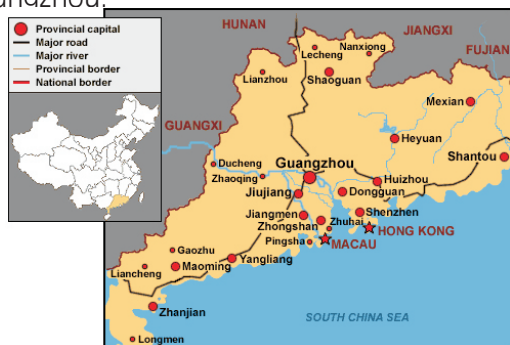 angzhou.
Provincial capital
Major road
Major river
Provincial border
National border
HUNAN
JIANGXI
FUJIAN
Lecheng
Nanxiong
Lianzhou
Shaoguan
Mexian
GUANGXI
Heyuan
Ducheng
Guangzhou
Shantou
Zhaoqing
Huizhou
Jiujiang
Dongguan
Jiangmen
Shenzhen
Zhongshan
Zhuhai
HONG KONG
Pingsha
MACAU
Gaozhu
Yangliang
Liancheng
Maoming
Zhanjian
SOUTH CHINA SEA
Longmen